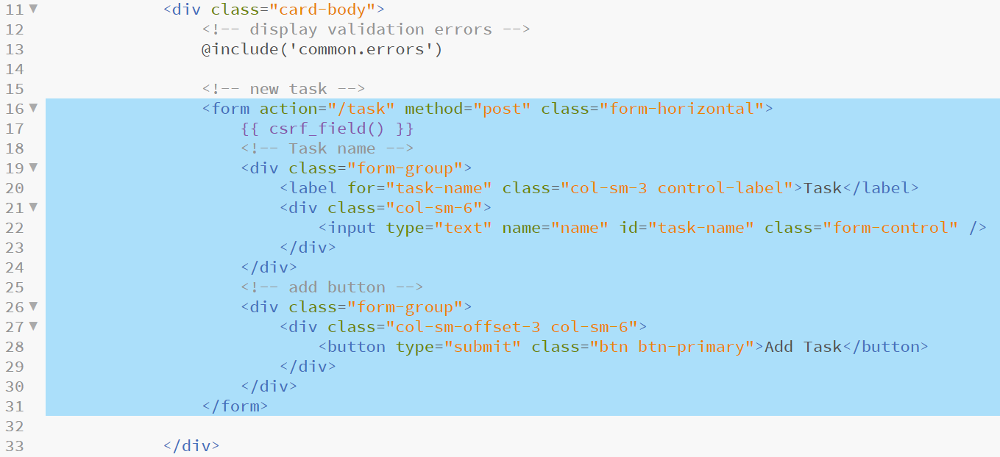 11 <div class="card-body">
12 <!-- display validation errors -->
13 @include('common.errors')
14
15 <!-- new task -->
16 <form action="/task" method="post" class="form-horizontal">
17 {{ csrf_field() }}
18 <!-- Task name -->
19 <div class="form-group">
20 <label for="task-name" class="col-sm-3 control-label">Task</label>
21 <div class="col-sm-6">
22 <input type="text" name="name" id="task-name" class="form-control" />
23 </div>
24 </div>
25 <!-- add button -->
26 <div class="form-group">
27 <div class="col-sm-offset-3 col-sm-6">
28 <button type="submit" class="btn btn-primary">Add Task</button>
29 </div>
30 </div>
31 </form>
32
33 </div>